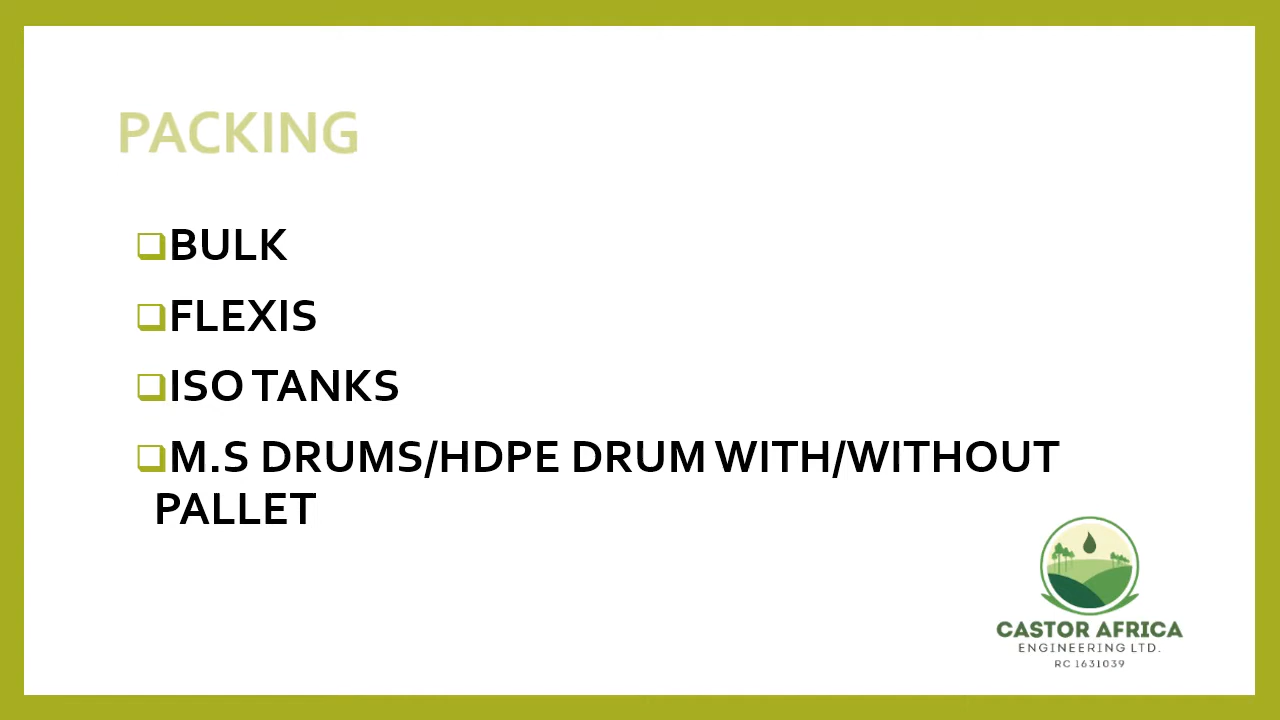 PACKING
BULK
FLEXIS
ISO TANKS
M.S DRUMS/HDPE DRUM WITH/WITHOUT
PALLET
CASTOR AFRICA
ENGINEERING LTD.
RC 1631039